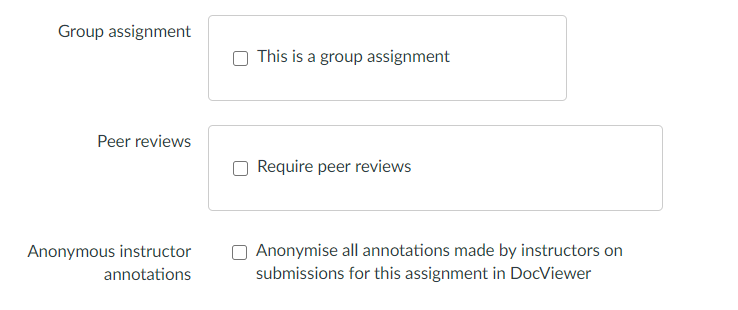 Group assignment
This is a group assignment
Peer reviews
Require peer reviews
Anonymous instructor
annotations
Anonymise all annotations made by instructors on
submissions for this assignment in DocViewer